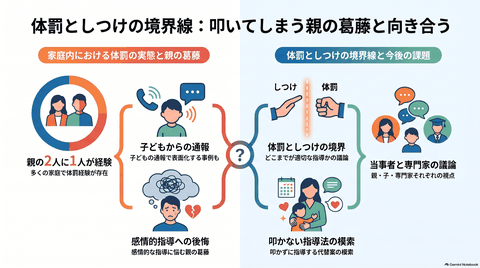 体罰としつけの境界線：叩いてしまう親の葛藤と向き合う
家庭内における体罰の実態と親の葛藤
親の2人に1人が経験
多くの家庭で体罰経験が存在
子どもからの通報
子どもの通報で表面化する事例も
感情的指導への後悔
感情的な指導に悩む親の葛藤
?
体罰としつけの境界線と今後の課題
しつけ
体罰
体罰としつけの境界
どこまでが適切な指導かの議論
叩かない指導法の模索
叩かずに指導する代替案の模索
当事者と専門家の議論
親・子・専門家それぞれの視点
Gemini Notebook